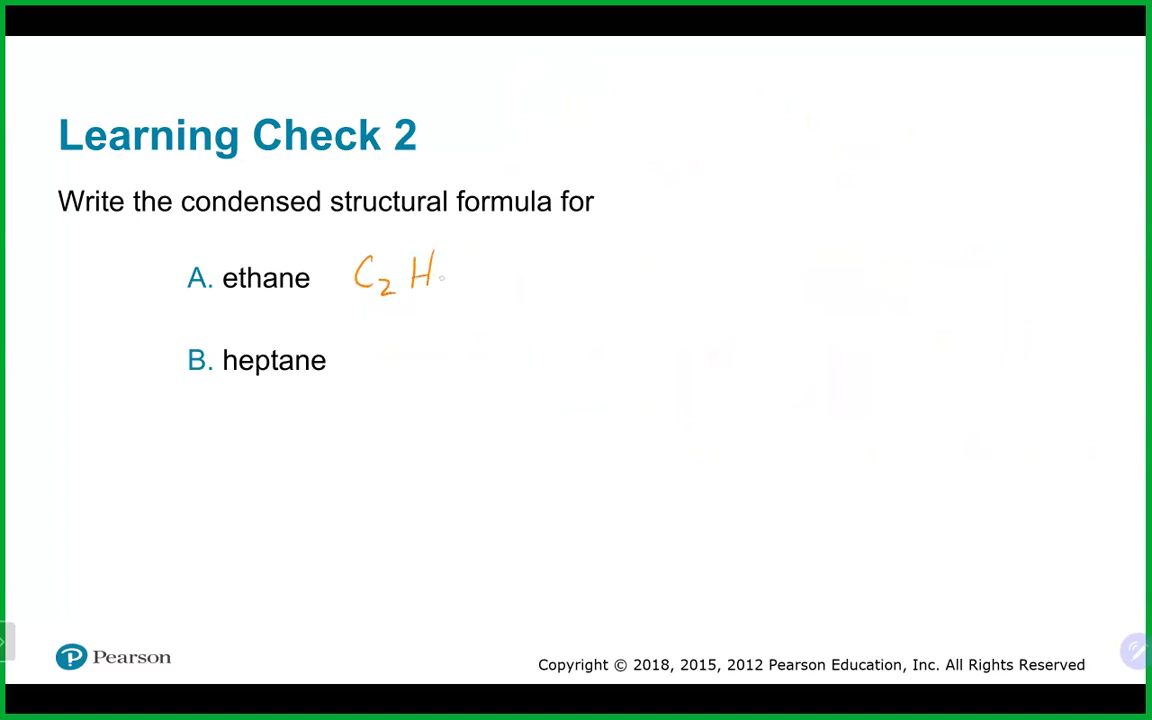 Learning Check 2
Write the condensed structural formula for
A. ethane C₂ H
B. heptane
Pearson
Copyright © 2018, 2015, 2012 Pearson Education, Inc. All Rights Reserved